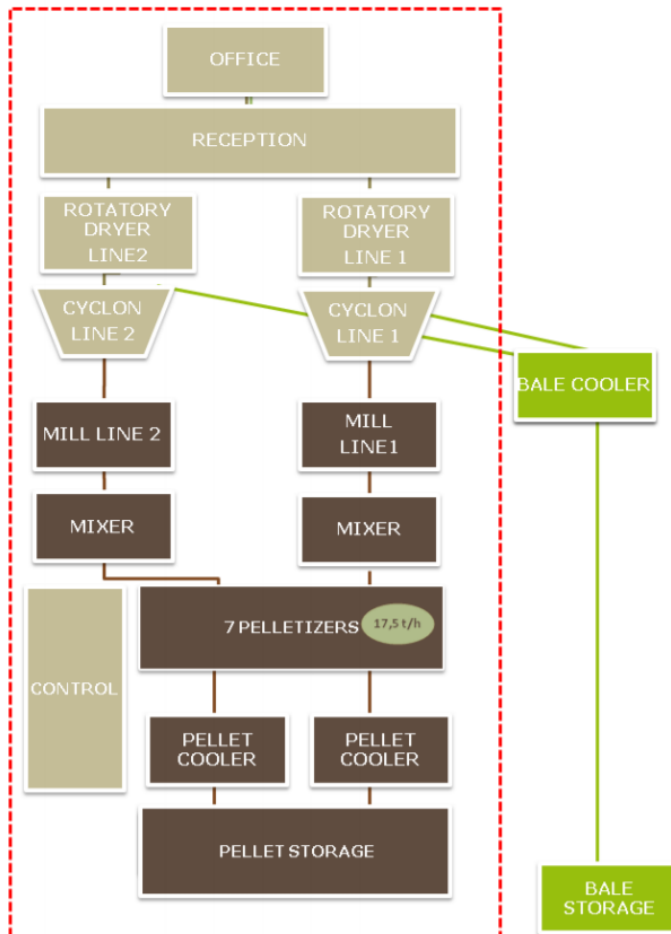 OFFICE
RECEPTION
ROTATORY
DRYER
LINE2
ROTATORY
DRYER
LINE 1
CYCLON
LINE 2
CYCLON
LINE 1
BALE COOLER
MILL LINE 2
MILL
LINE1
MIXER
MIXER
7 PELLETIZERS
17,5 t/h
CONTROL
PELLET
COOLER
PELLET
COOLER
PELLET STORAGE
BALE
STORAGE